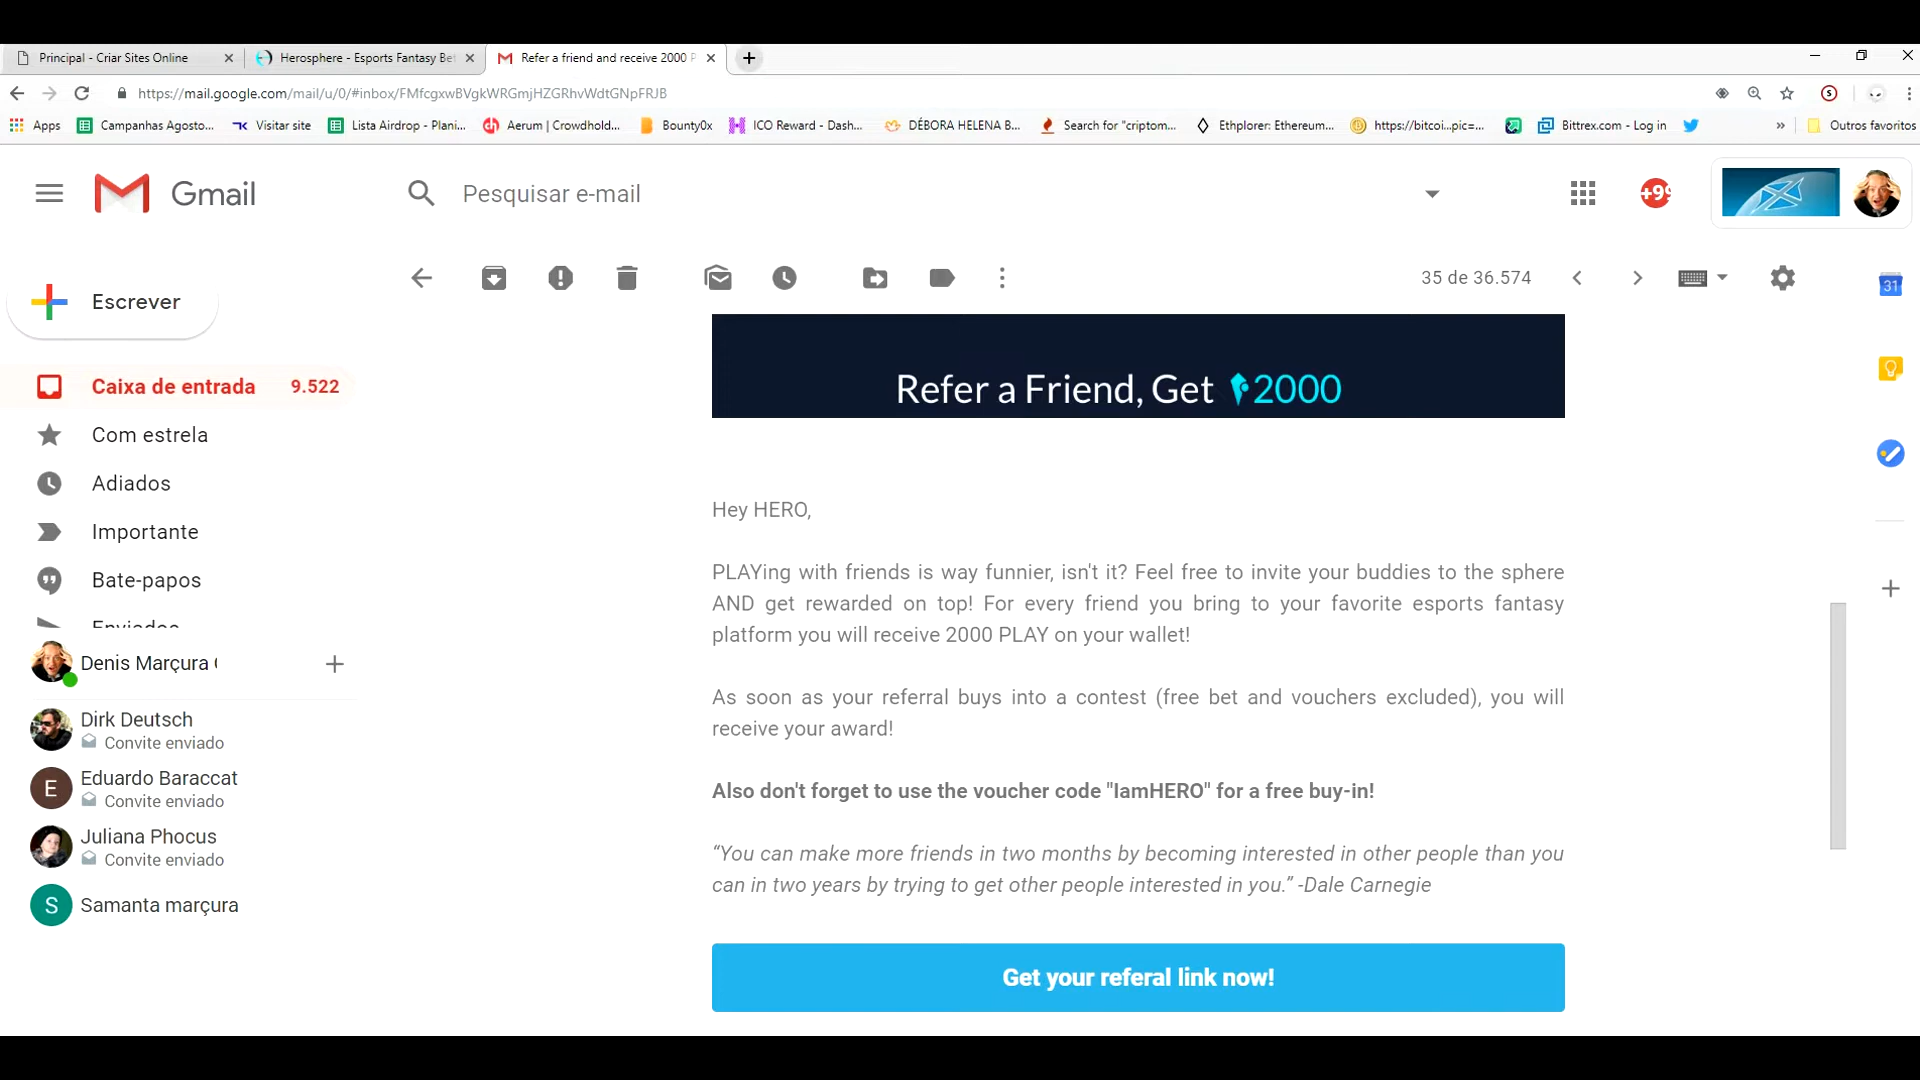 Principal - Criar Sites Online
Herosphere - Esports Fantasy Bet
Refer a friend and receive 2000 P
https://mail.google.com/mail/u/0/#inbox/FMfcgxwBVgkWRGmjHZGRhvWdtGNpFRJB
Apps
Campanhas Agosto...
Visitar site
Lista Airdrop - Plani...
Aerum | Crowdhold...
Bounty0x
ICO Reward - Dash...
DÉBORA HELENA B...
Search for "criptom...
Ethplorer: Ethereum...
https://bitcoi...pic=...
Bittrex.com - Log in
»
Outros favoritos
Gmail
Pesquisar e-mail
+99
Escrever
35 de 36.574
31
Caixa de entrada 9.522
Com estrela
Adiados
Importante
Bate-papos
Enviados
Denis Marçura
Dirk Deutsch
Convite enviado
E
Eduardo Baraccat
Convite enviado
Juliana Phocus
Convite enviado
S
Samanta marçura
Refer a Friend, Get 2000
Hey HERO,
PLAYing with friends is way funnier, isn't it? Feel free to invite your buddies to the sphere
AND get rewarded on top! For every friend you bring to your favorite esports fantasy
platform you will receive 2000 PLAY on your wallet!
As soon as your referral buys into a contest (free bet and vouchers excluded), you will
receive your award!
Also don't forget to use the voucher code "IamHERO" for a free buy-in!
“You can make more friends in two months by becoming interested in other people than you
can in two years by trying to get other people interested in you.” -Dale Carnegie
Get your referal link now!